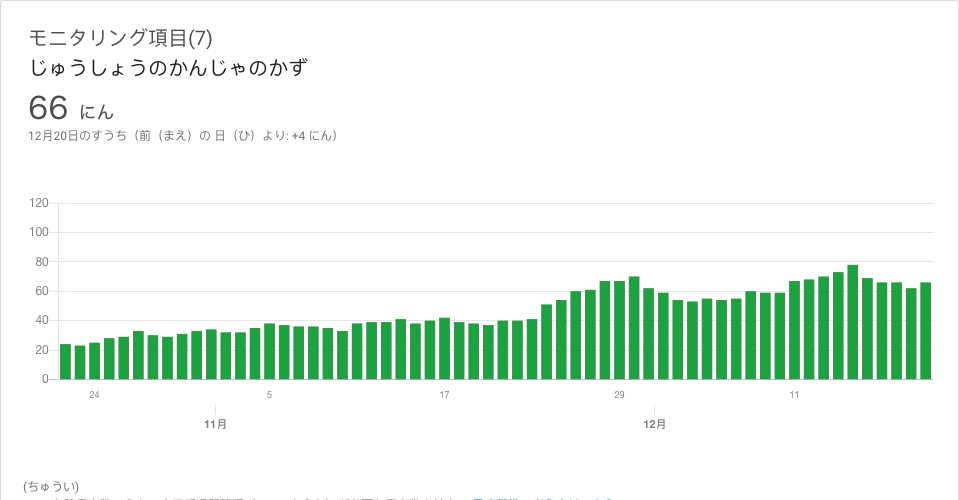 モニタリング項目(7)
じゅうしょうのかんじゃのかず
66 にん
12月20日のすうち（前（まえ）の 日（ひ）より: +4 にん）
120
100
80
60
40
20
0
24 5 17 29 11
11月 12月
(ちゅうい)